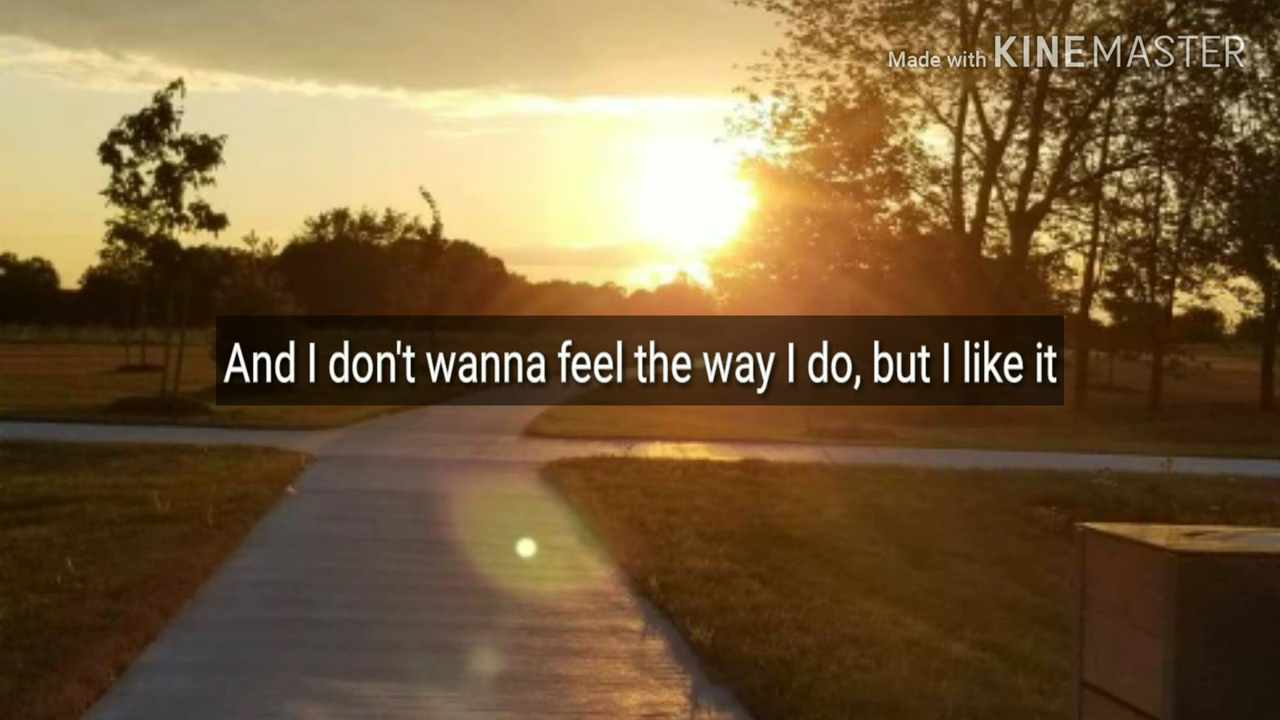 Made with KINEMASTER
And I don't wanna feel the way I do, but I like it